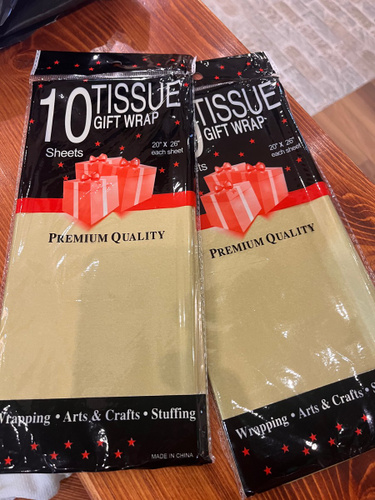 10 TISSUE
GIFT WRAP
Sheets
20" X 26"
each sheet
PREMIUM QUALITY
Wrapping • Arts & Crafts • Stuffing
MADE IN CHINA
TISSUE
GIFT WRAP
20" X 26"
each sheet
PREMIUM QUALITY
Wrapping • Arts & Crafts •